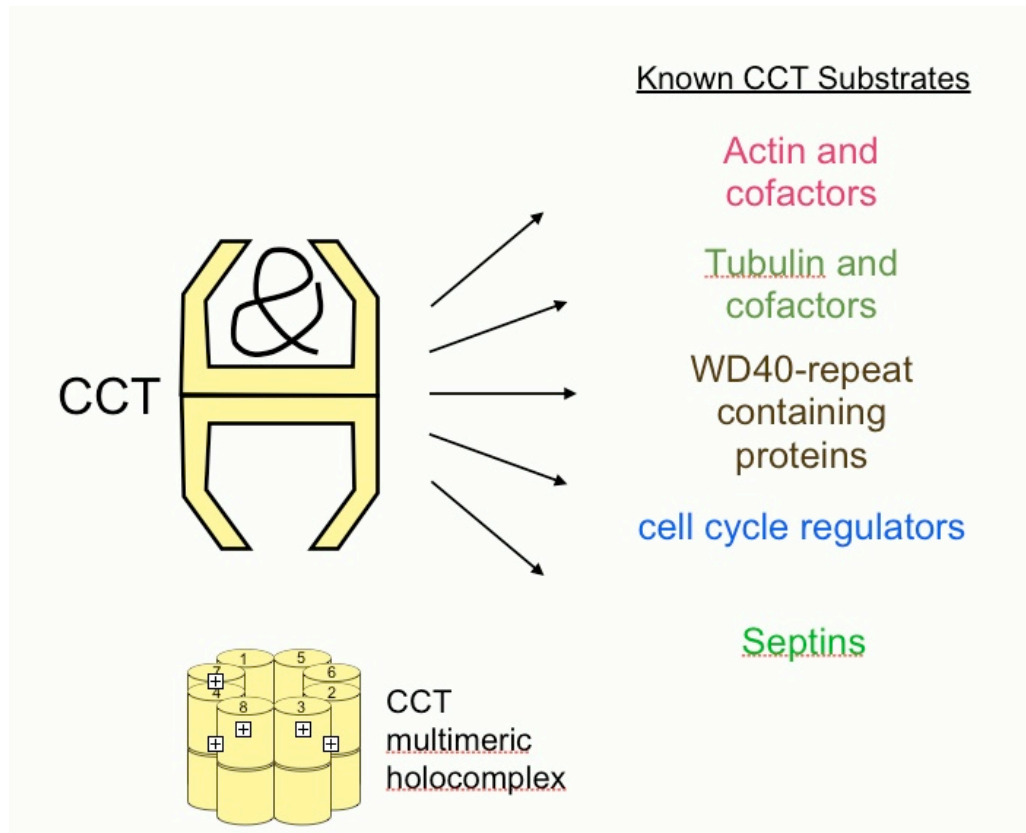 Known CCT Substrates
Actin and
cofactors
Tubulin and
cofactors
WD40-repeat
containing
proteins
cell cycle regulators
Septins
CCT
1 5
7 6
4 2
8 3
CCT
multimeric
holocomplex